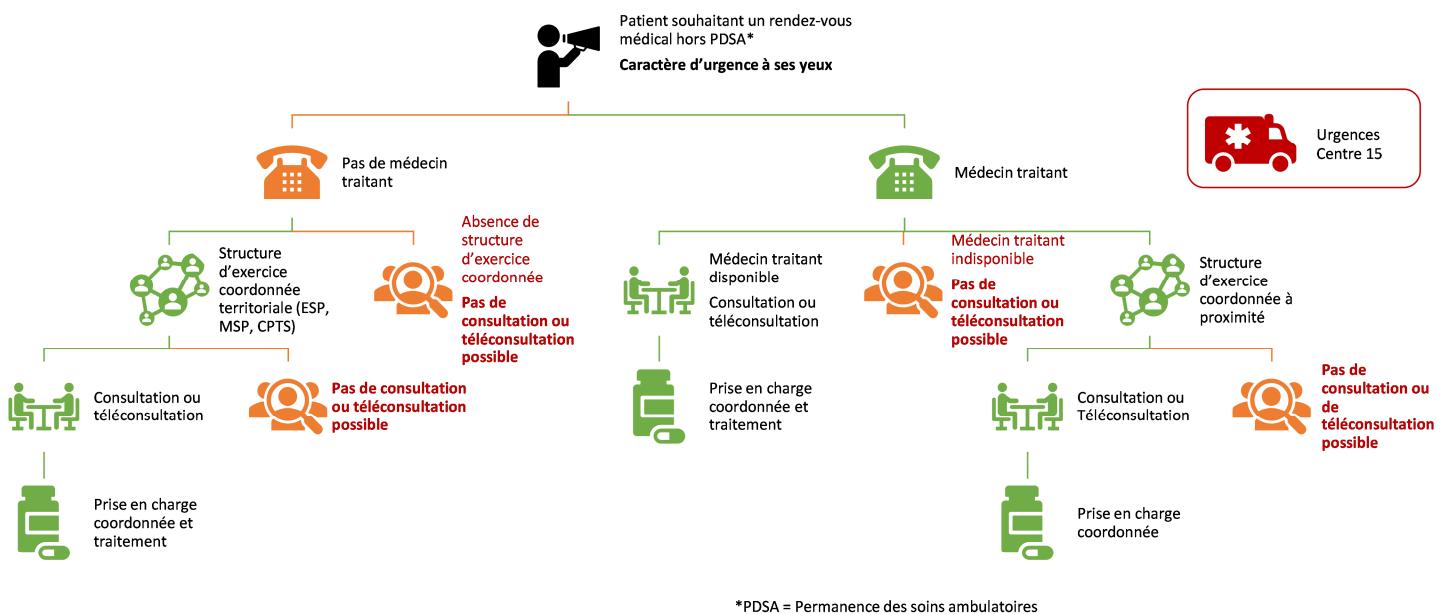 Patient souhaitant un rendez-vous
médical hors PDSA*
Caractère d'urgence à ses yeux
Urgences
Centre 15
Pas de médecin
traitant
Médecin traitant
Structure
d'exercice
coordonnée
territoriale (ESP,
MSP, CPTS)
Absence de
structure
d'exercice
coordonnée
Pas de
consultation ou
téléconsultation
possible
Médecin traitant
disponible
Consultation ou
téléconsultation
Médecin traitant
indisponible
Pas de
consultation ou
téléconsultation
possible
Structure
d'exercice
coordonnée à
proximité
Consultation ou
téléconsultation
Pas de consultation
ou téléconsultation
possible
Prise en charge
coordonnée et
traitement
Consultation ou
Téléconsultation
Pas de
consultation ou
de
téléconsultation
possible
Prise en charge
coordonnée et
traitement
Prise en charge
coordonnée
*PDSA = Permanence des soins ambulatoires